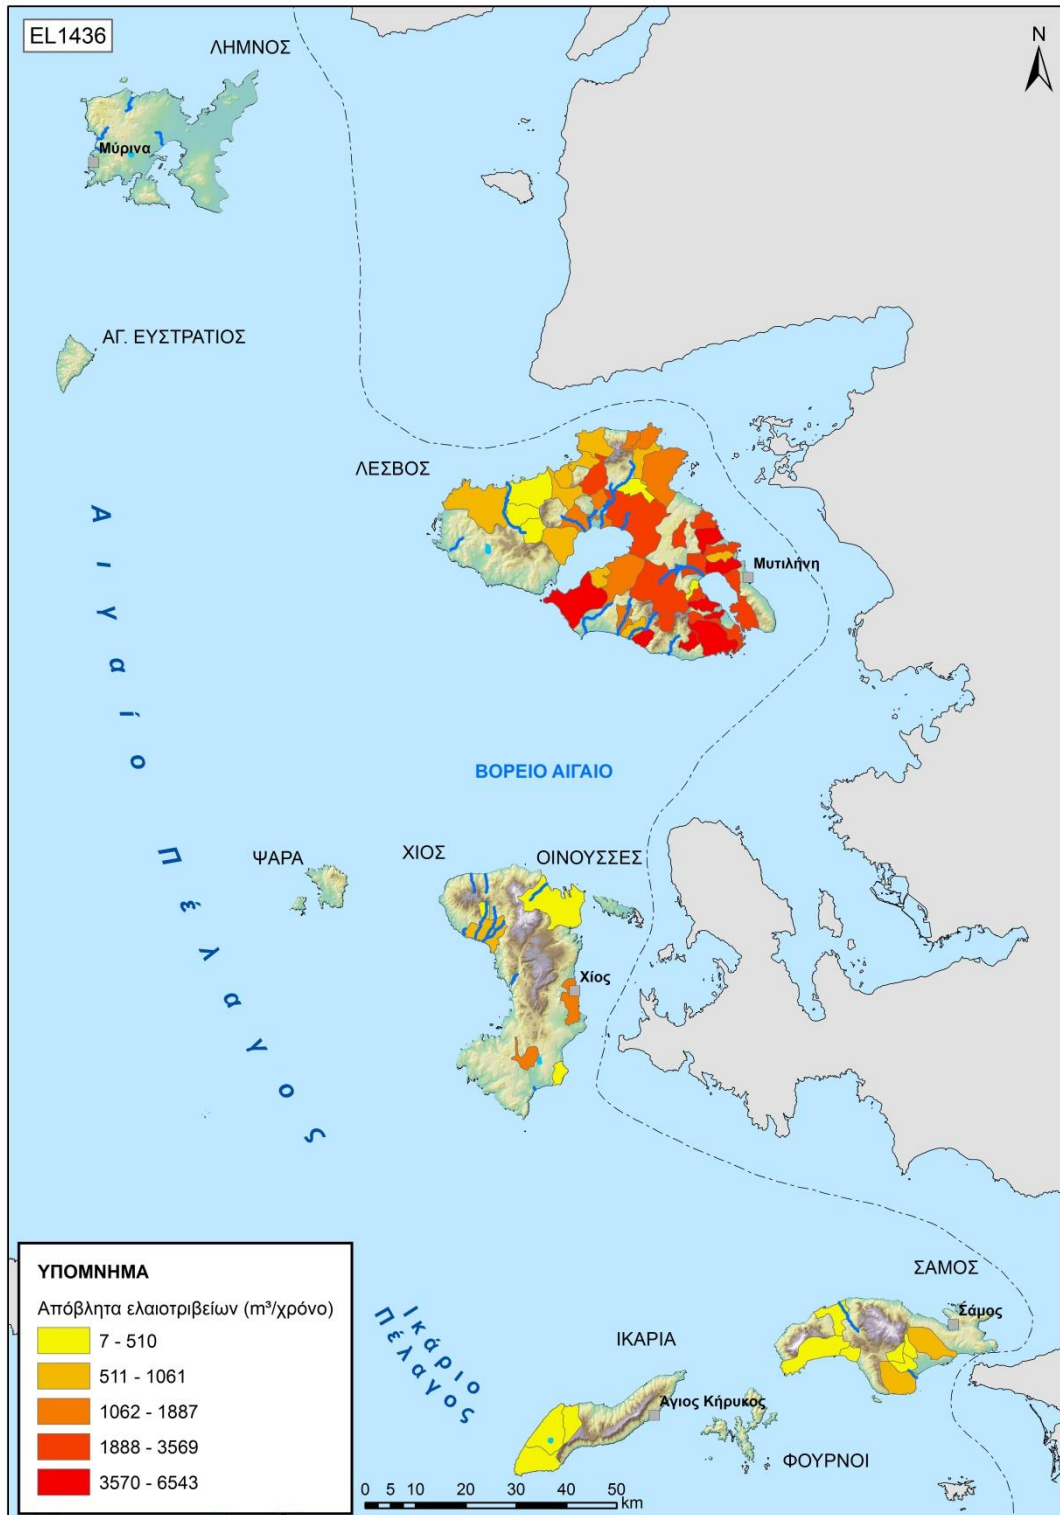 EL1436
N
ΛΗΜΝΟΣ
Μύρινα
ΑΓ. ΕΥΣΤΡΑΤΙΟΣ
ΛΕΣΒΟΣ
Μυτιλήνη
Αιγαίο Πέλαγος
ΒΟΡΕΙΟ ΑΙΓΑΙΟ
ΨΑΡΑ
ΧΙΟΣ
ΟΙΝΟΥΣΣΕΣ
Χίος
ΣΑΜΟΣ
Σάμος
Ικάριο
Πέλαγος
ΙΚΑΡΙΑ
Άγιος Κήρυκος
ΦΟΥΡΝΟΙ
ΥΠΟΜΝΗΜΑ
Απόβλητα ελαιοτριβείων (m³/χρόνο)
7 - 510
511 - 1061
1062 - 1887
1888 - 3569
3570 - 6543
0 5 10 20 30 40 50
km